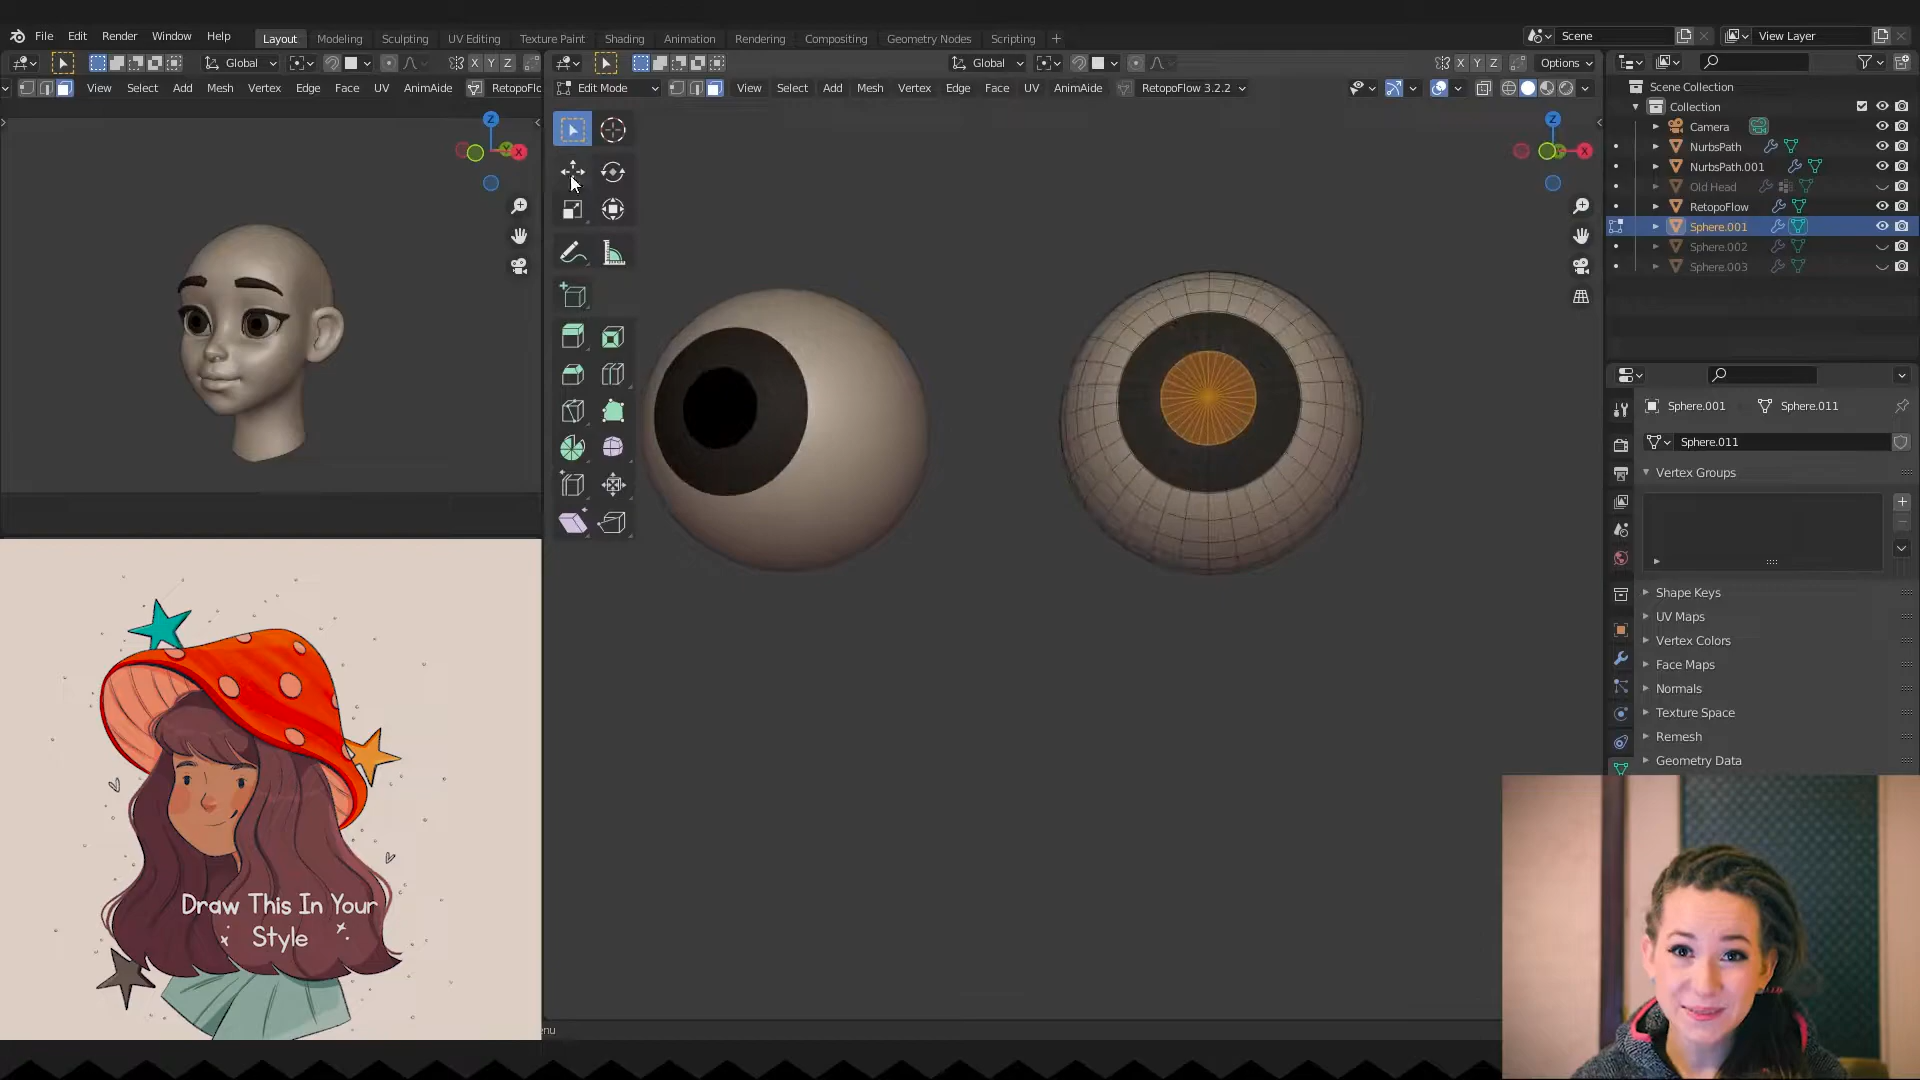 File Edit Render Window Help
Layout Modeling Sculpting UV Editing Texture Paint Shading Animation Rendering Compositing Geometry Nodes Scripting +
Scene
View Layer
Global
X Y Z
Global
X Y Z
Options
View Select Add Mesh Vertex Edge Face UV AnimAide RetopoFl
Edit Mode
View Select Add Mesh Vertex Edge Face UV AnimAide RetopoFlow 3.2.2
Z
X
Z
X
Scene Collection
Collection
Camera
NurbsPath
NurbsPath.001
Old Head
RetopoFlow
Sphere.001
Sphere.002
Sphere.003
Sphere.001
Sphere.011
Sphere.011
Vertex Groups
Shape Keys
UV Maps
Vertex Colors
Face Maps
Normals
Texture Space
Remesh
Geometry Data
Draw This In Your
Style
enu